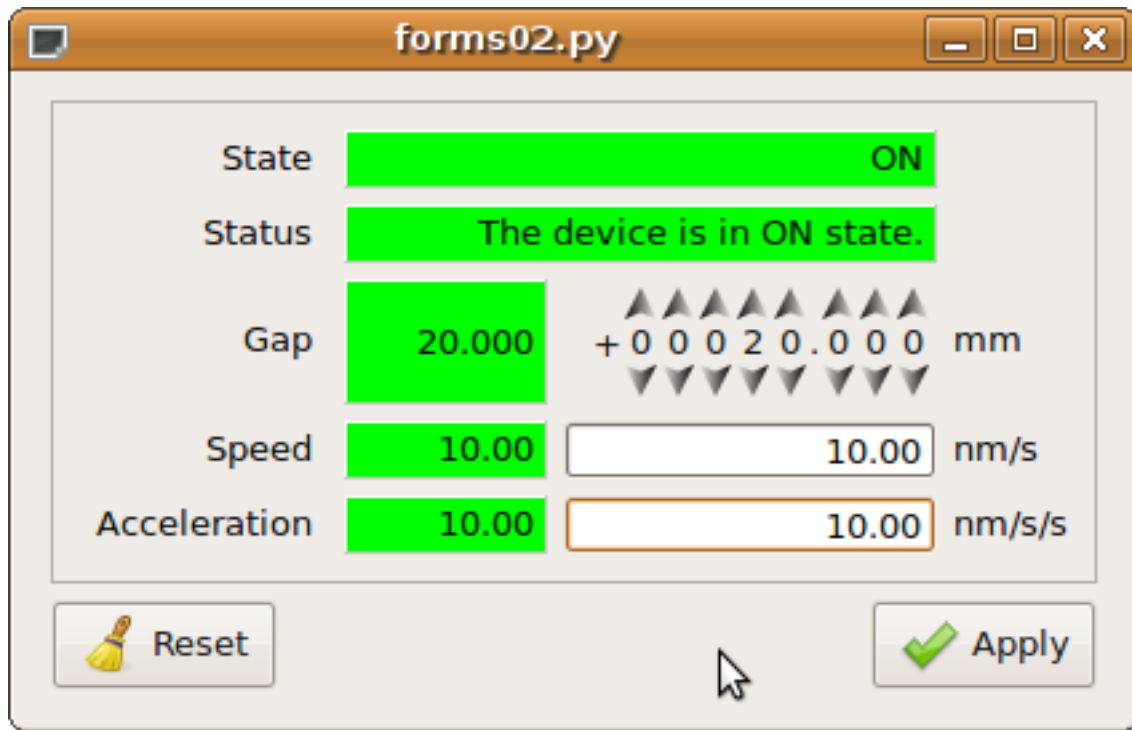 forms02.py
State ON
Status The device is in ON state.
Gap 20.000 +00020.000 mm
Speed 10.00 10.00 nm/s
Acceleration 10.00 10.00 nm/s/s
Reset Apply